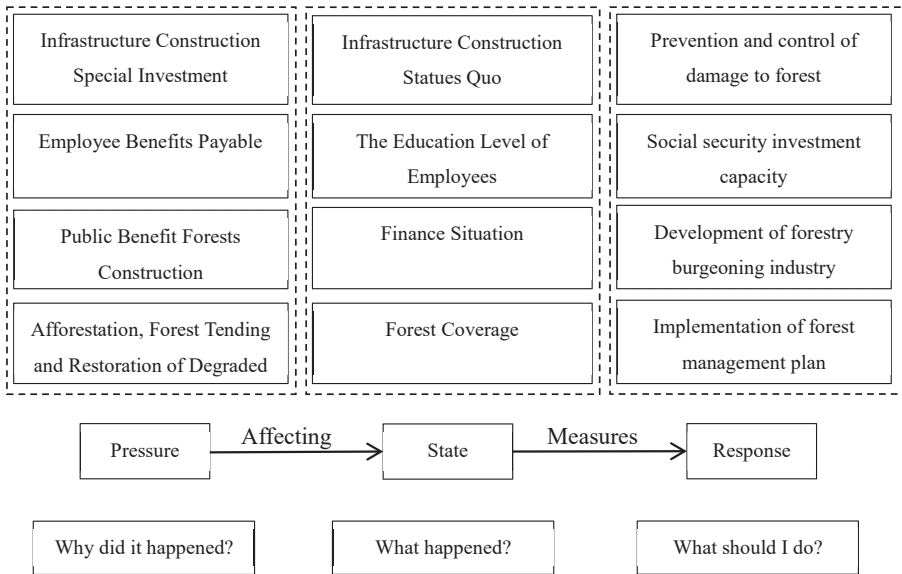 Infrastructure Construction
Special Investment
Employee Benefits Payable
Public Benefit Forests
Construction
Afforestation, Forest Tending
and Restoration of Degraded
Infrastructure Construction
Statues Quo
The Education Level of
Employees
Finance Situation
Forest Coverage
Prevention and control of
damage to forest
Social security investment
capacity
Development of forestry
burgeoning industry
Implementation of forest
management plan
Pressure
Affecting
State
Measures
Response
Why did it happened?
What happened?
What should I do?